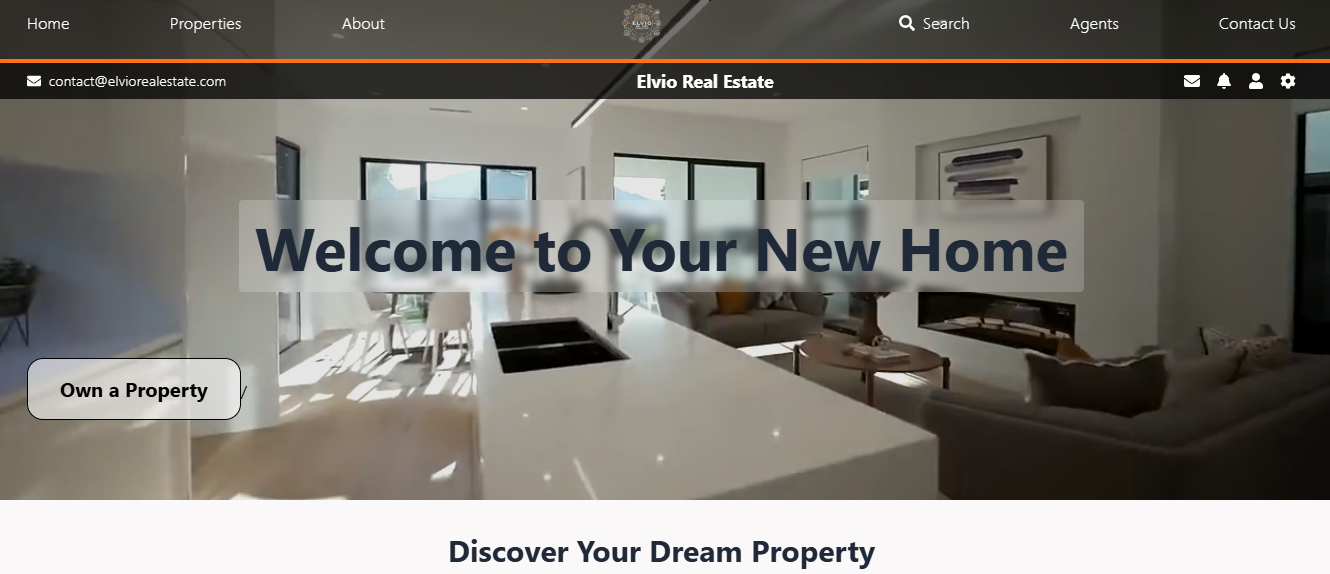 Home Properties About ELVIO Search Agents Contact Us
contact@elviorealestate.com Elvio Real Estate
Welcome to Your New Home
Own a Property /
Discover Your Dream Property